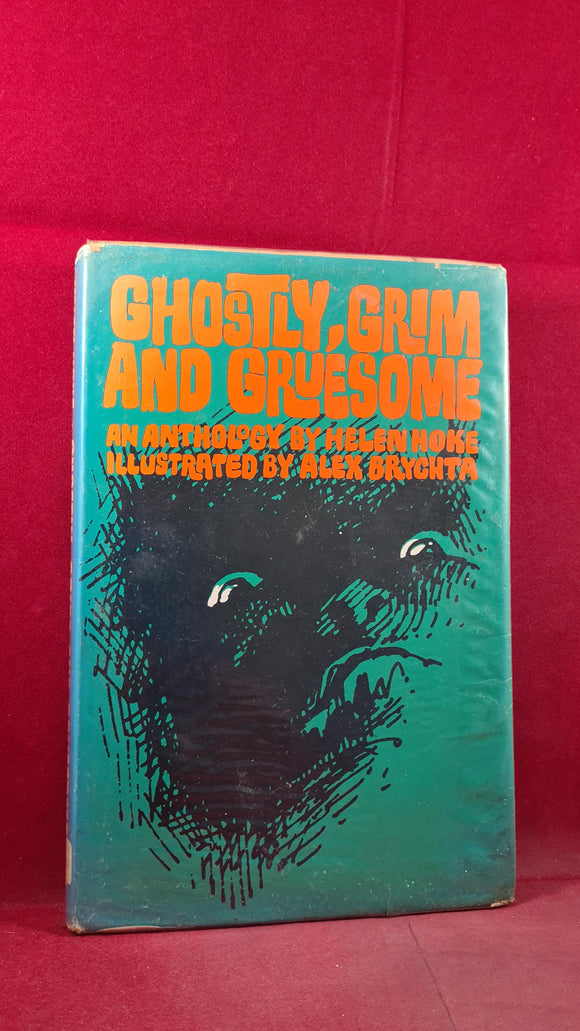 GHOSTLY, GRIM
AND GRUESOME
AN ANTHOLOGY BY HELEN HOKE
ILLUSTRATED BY ALEX BRYCHTA